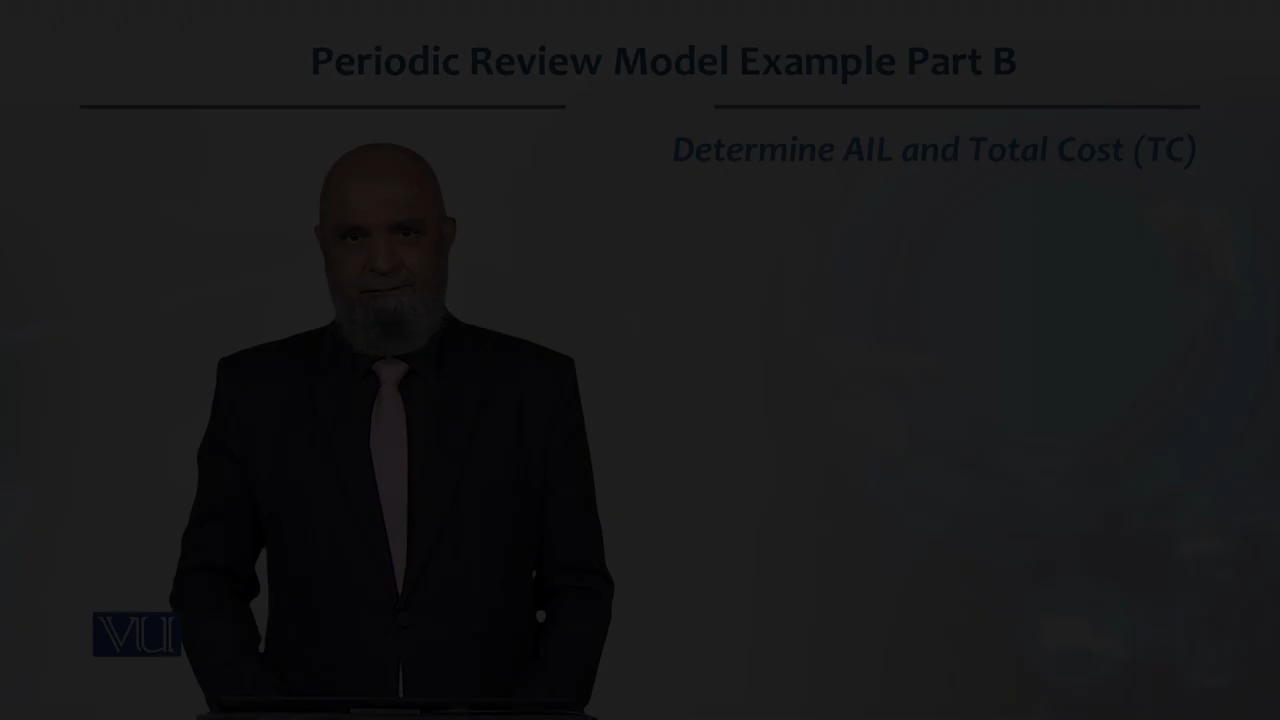 Periodic Review Model Example Part B
Determine AIL and Total Cost (TC)
VU